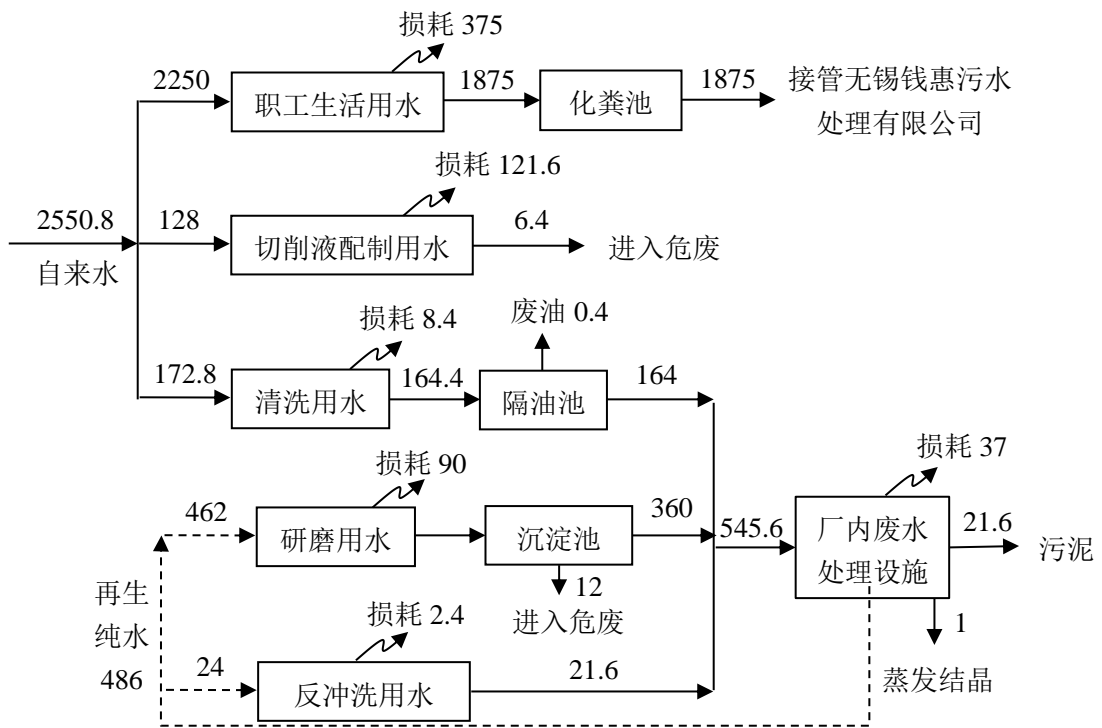 损耗 375
2250
职工生活用水
1875
化粪池
1875
接管无锡钱惠污水
处理有限公司
损耗 121.6
2550.8
自来水
128
切削液配制用水
6.4
进入危废
损耗 8.4
废油 0.4
172.8
清洗用水
164.4
隔油池
164
损耗 90
损耗 37
462
研磨用水
沉淀池
360
545.6
厂内废水
处理设施
21.6
污泥
12
进入危废
再生
纯水
486
损耗 2.4
24
反冲洗用水
21.6
1
蒸发结晶